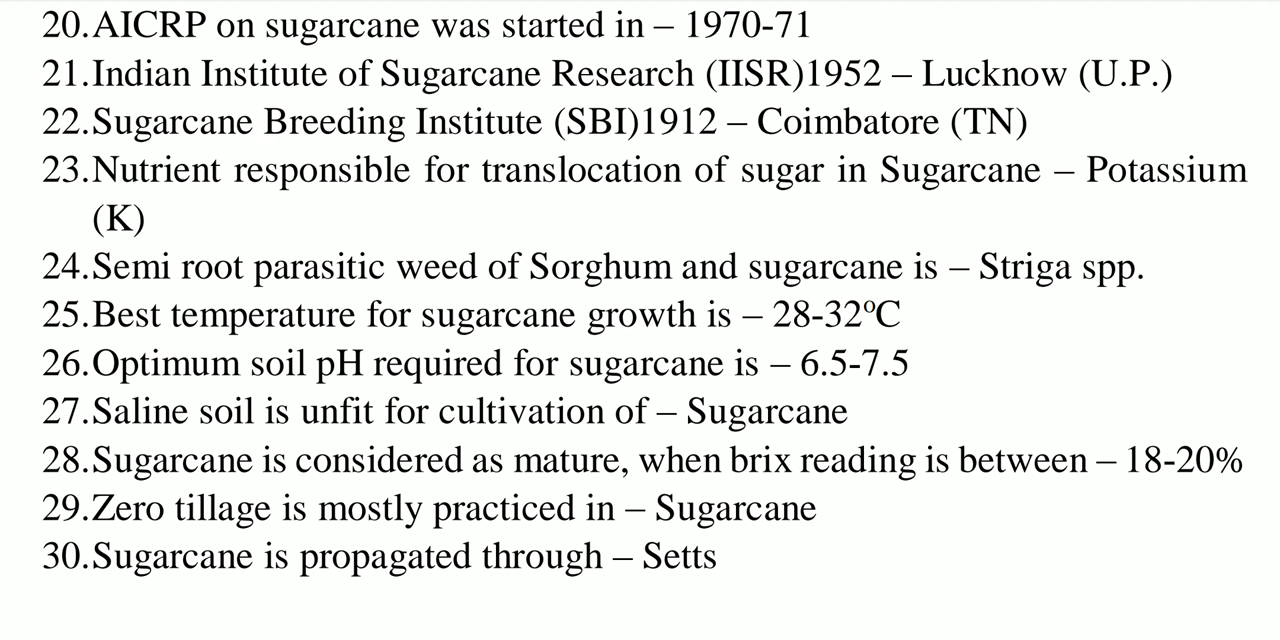 20.AICRP on sugarcane was started in – 1970-71
21.Indian Institute of Sugarcane Research (IISR)1952 – Lucknow (U.P.)
22.Sugarcane Breeding Institute (SBI)1912 – Coimbatore (TN)
23.Nutrient responsible for translocation of sugar in Sugarcane – Potassium
(K)
24.Semi root parasitic weed of Sorghum and sugarcane is – Striga spp.
25.Best temperature for sugarcane growth is – 28-32ºC
26.Optimum soil pH required for sugarcane is – 6.5-7.5
27.Saline soil is unfit for cultivation of – Sugarcane
28.Sugarcane is considered as mature, when brix reading is between – 18-20%
29.Zero tillage is mostly practiced in – Sugarcane
30.Sugarcane is propagated through – Setts